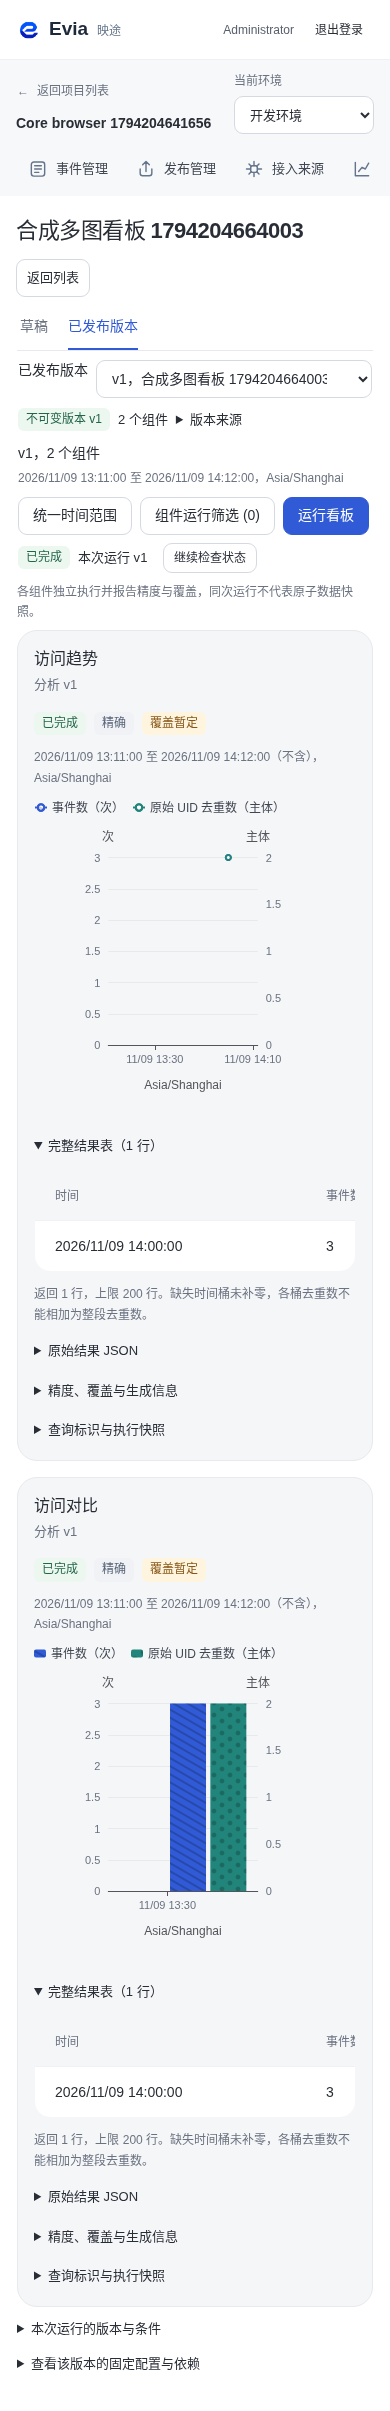 Evia 映途
Administrator
退出登录
← 返回项目列表
Core browser 1794204641656
当前环境
开发环境
事件管理
发布管理
接入来源
合成多图看板 1794204664003
返回列表
草稿
已发布版本
已发布版本
v1，合成多图看板 1794204664003
不可变版本 v1
2 个组件
▶ 版本来源
v1，2 个组件
2026/11/09 13:11:00 至 2026/11/09 14:12:00，Asia/Shanghai
统一时间范围
组件运行筛选 (0)
运行看板
已完成
本次运行 v1
继续检查状态
各组件独立执行并报告精度与覆盖，同次运行不代表原子数据快
照。
访问趋势
分析 v1
已完成
精确
覆盖暂定
2026/11/09 13:11:00 至 2026/11/09 14:12:00（不含），
Asia/Shanghai
事件数（次）
原始 UID 去重数（主体）
次
主体
3
2.5
2
1.5
1
0.5
0
2
1.5
1
0.5
0
11/09 13:30
11/09 14:10
Asia/Shanghai
▼ 完整结果表（1 行）
时间
事件数
2026/11/09 14:00:00
3
返回 1 行，上限 200 行。缺失时间桶未补零，各桶去重数不
能相加为整段去重数。
▶ 原始结果 JSON
▶ 精度、覆盖与生成信息
▶ 查询标识与执行快照
访问对比
分析 v1
已完成
精确
覆盖暂定
2026/11/09 13:11:00 至 2026/11/09 14:12:00（不含），
Asia/Shanghai
事件数（次）
原始 UID 去重数（主体）
次
主体
3
2.5
2
1.5
1
0.5
0
2
1.5
1
0.5
0
11/09 13:30
Asia/Shanghai
▼ 完整结果表（1 行）
时间
事件数
2026/11/09 14:00:00
3
返回 1 行，上限 200 行。缺失时间桶未补零，各桶去重数不
能相加为整段去重数。
▶ 原始结果 JSON
▶ 精度、覆盖与生成信息
▶ 查询标识与执行快照
▶ 本次运行的版本与条件
▶ 查看该版本的固定配置与依赖